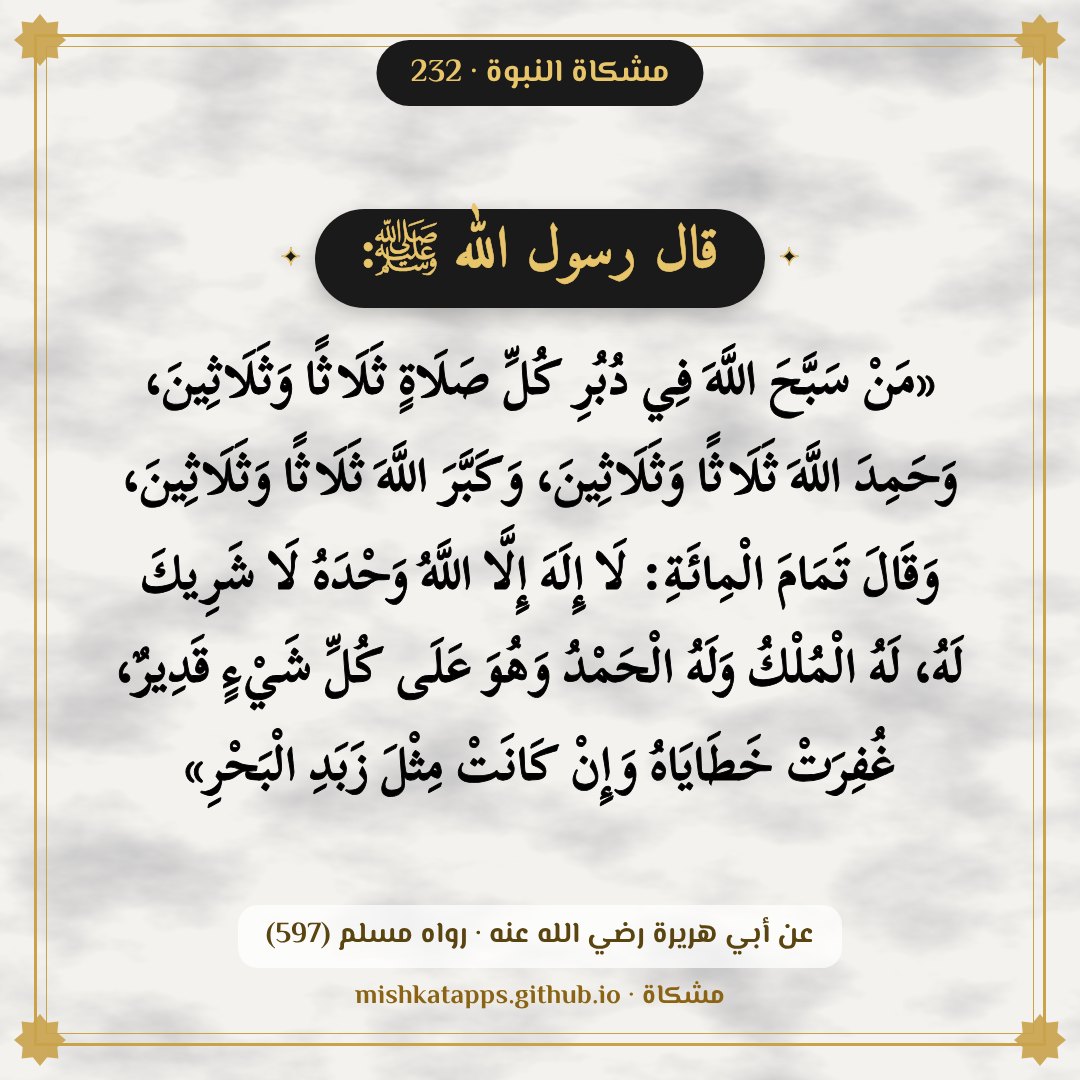 مشكاة النبوة · 232
قال رسول الله ﷺ:
«مَنْ سَبَّحَ اللَّهَ فِي دُبُرِ كُلِّ صَلَاةٍ ثَلَاثًا وَثَلَاثِينَ،
وَحَمِدَ اللَّهَ ثَلَاثًا وَثَلَاثِينَ، وَكَبَّرَ اللَّهَ ثَلَاثًا وَثَلَاثِينَ،
وَقَالَ تَمَامَ الْمِائَةِ: لَا إِلَهَ إِلَّا اللَّهُ وَحْدَهُ لَا شَرِيكَ
لَهُ، لَهُ الْمُلْكُ وَلَهُ الْحَمْدُ وَهُوَ عَلَى كُلِّ شَيْءٍ قَدِيرٌ،
غُفِرَتْ خَطَايَاهُ وَإِنْ كَانَتْ مِثْلَ زَبَدِ الْبَحْرِ»
عن أبي هريرة رضي الله عنه · رواه مسلم (597)
مشكاة · mishkatapps.github.io